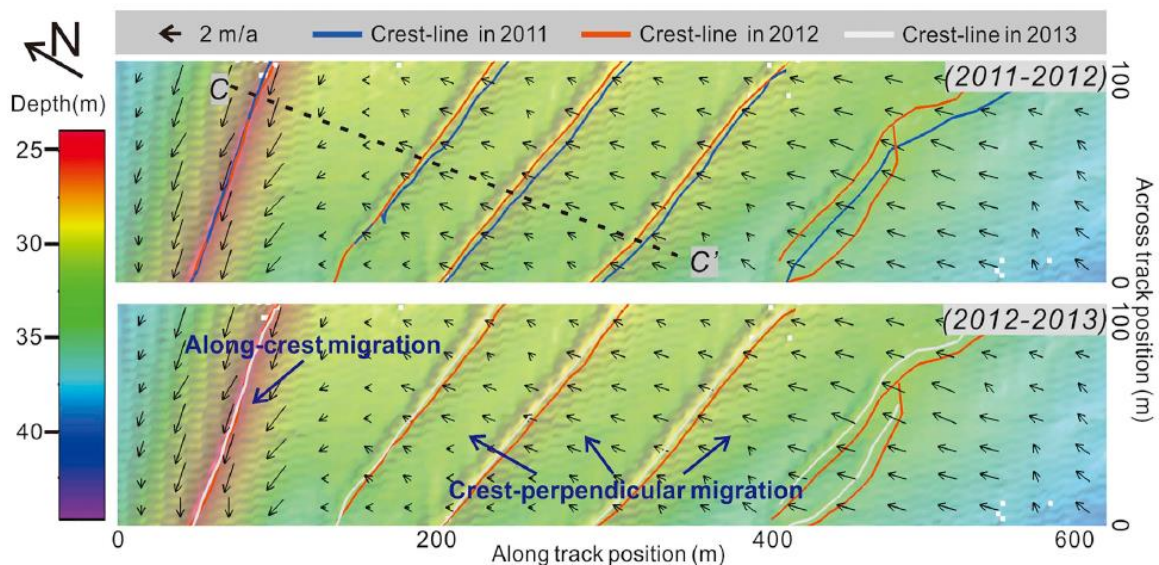 N
2 m/a
Crest-line in 2011
Crest-line in 2012
Crest-line in 2013
Depth(m)
25
30
35
40
C
C'
(2011-2012)
100
0
Across track position (m)
(2012-2013)
100
0
Along-crest migration
Crest-perpendicular migration
0
200
400
600
Along track position (m)